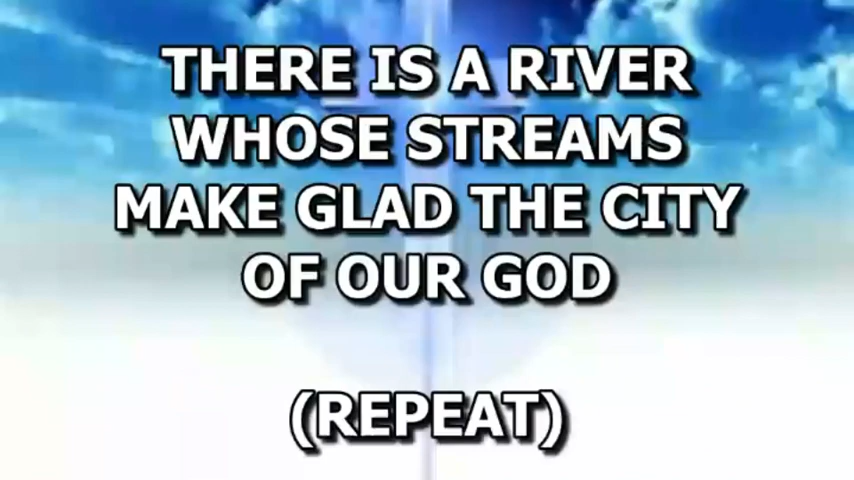 THERE IS A RIVER
WHOSE STREAMS
MAKE GLAD THE CITY
OF OUR GOD
(REPEAT)